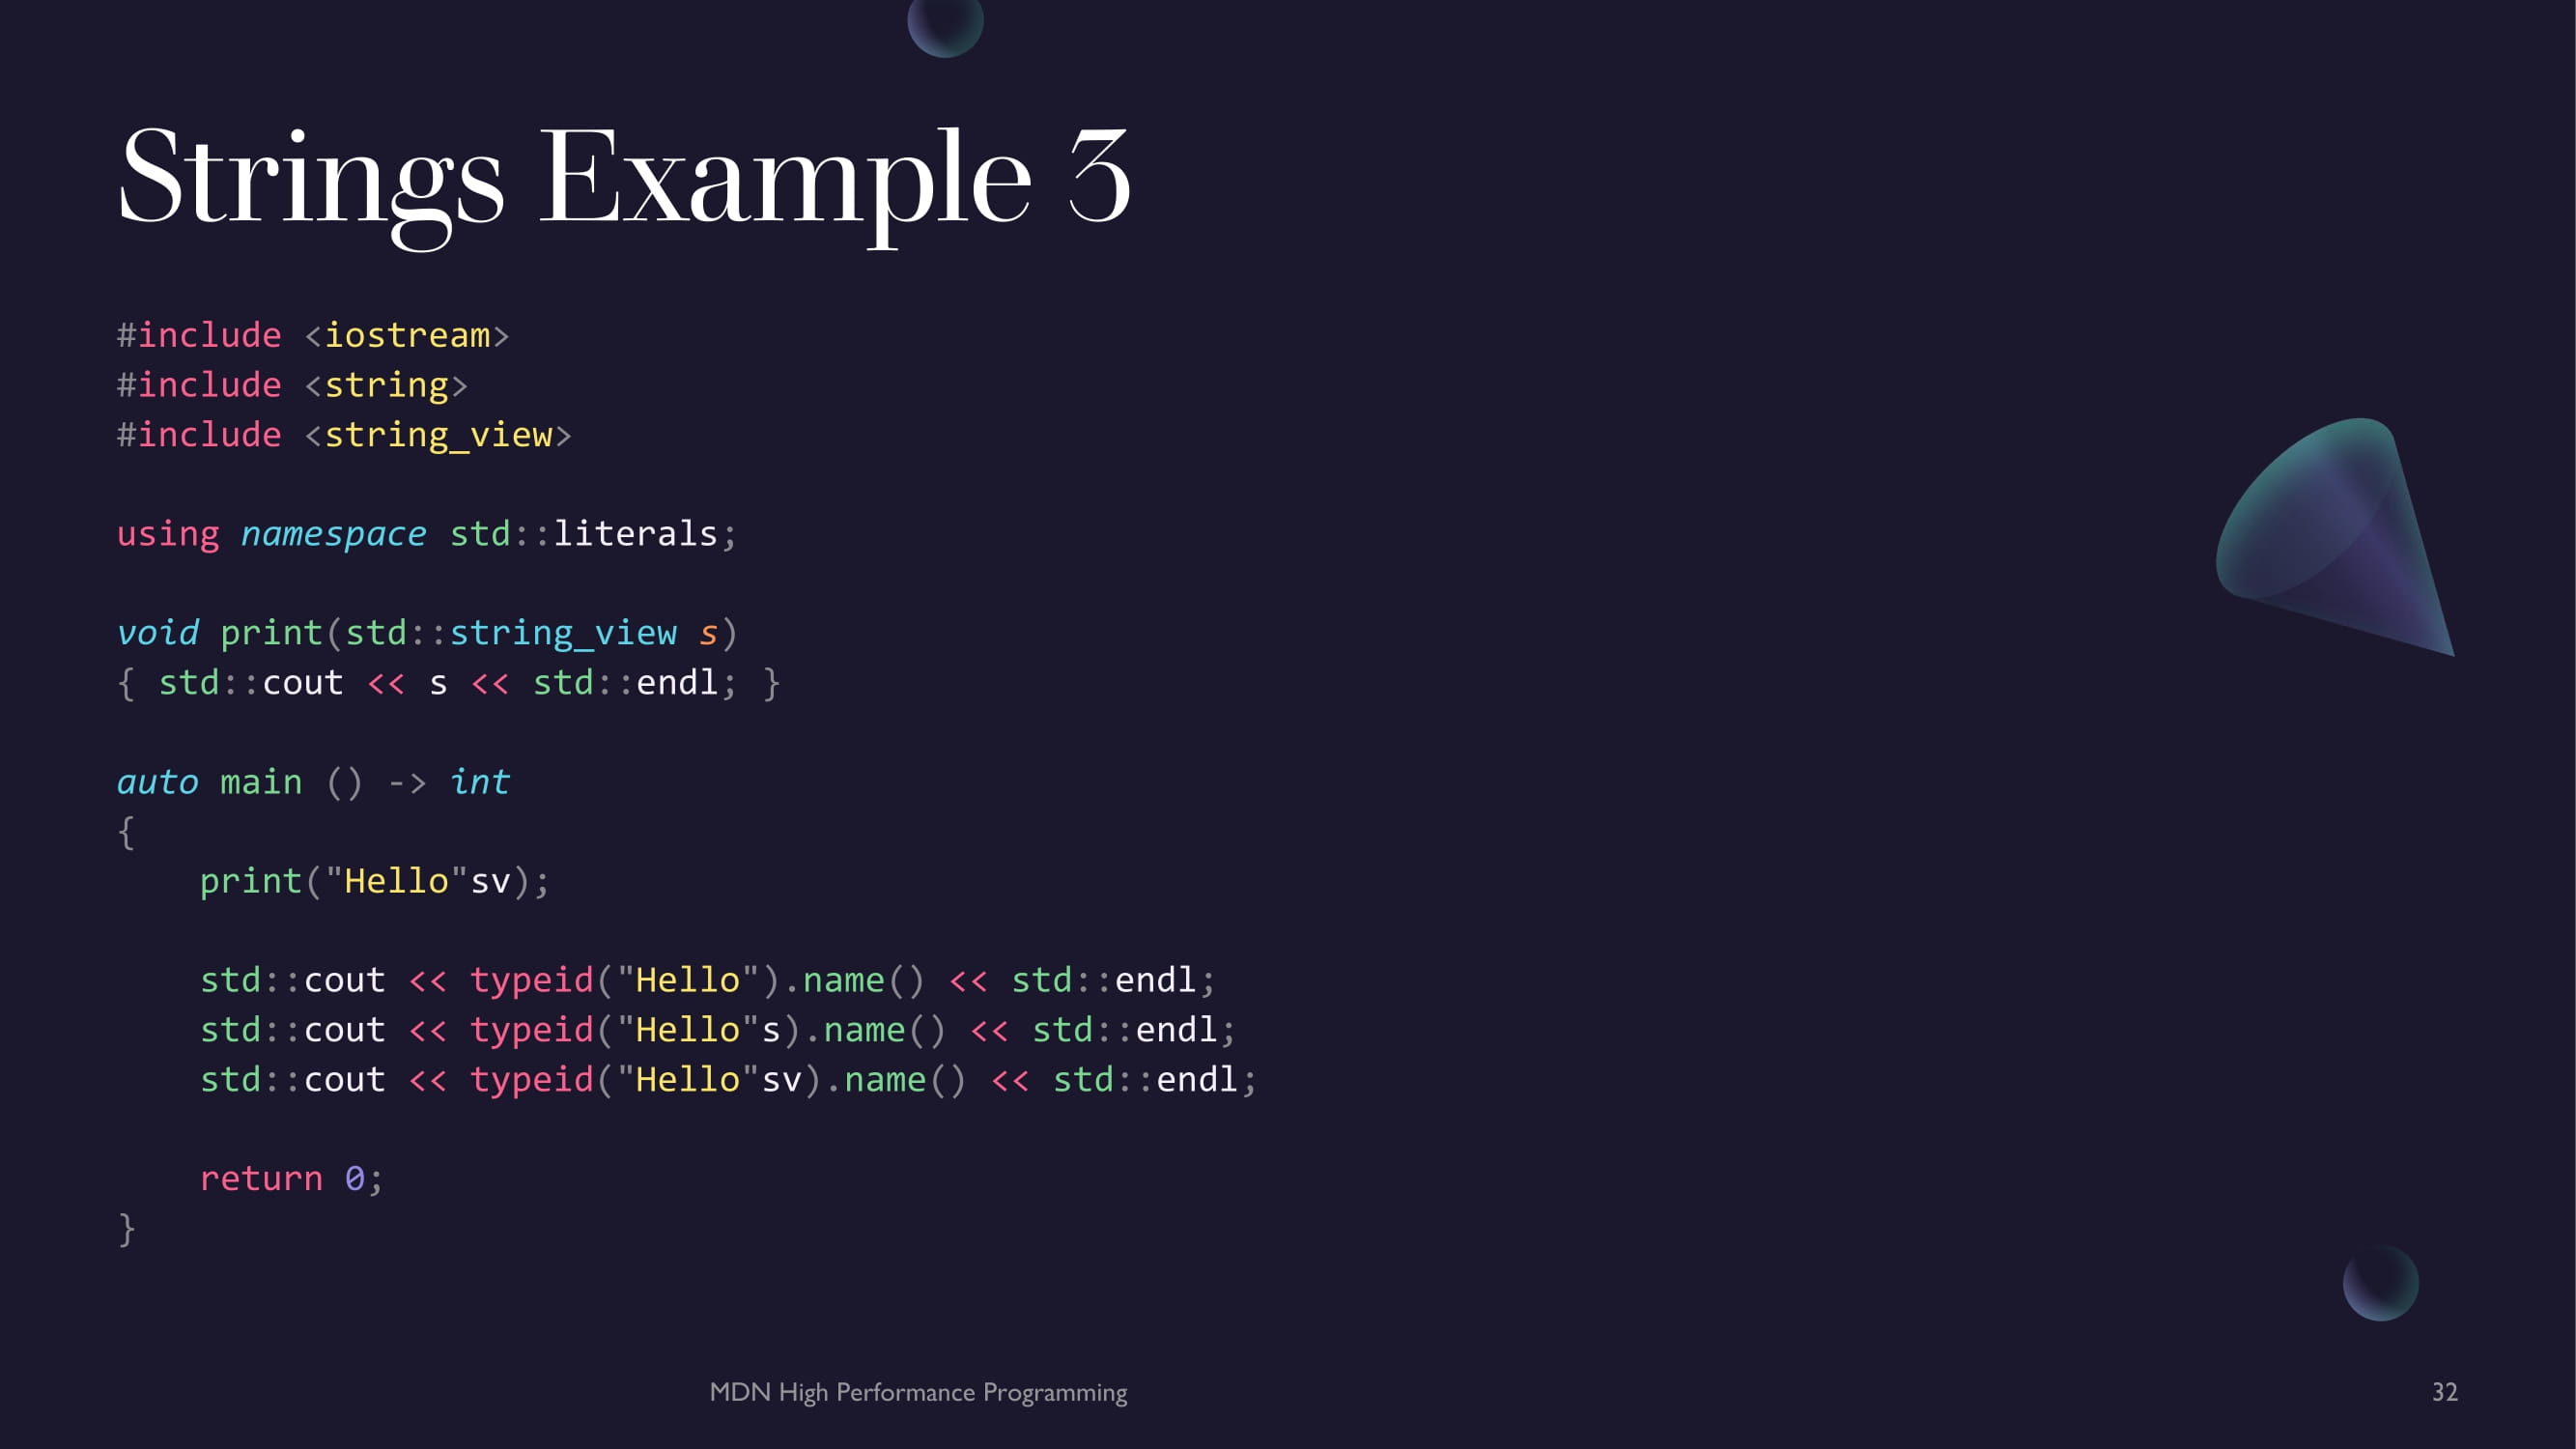 Strings Example 3
#include <iostream>
#include <string>
#include <string_view>
using namespace std::literals;
void print(std::string_view s)
{ std::cout << s << std::endl; }
auto main () -> int
{
    print("Hello"sv);
    std::cout << typeid("Hello").name() << std::endl;
    std::cout << typeid("Hello"s).name() << std::endl;
    std::cout << typeid("Hello"sv).name() << std::endl;
    return 0;
}
MDN High Performance Programming
32